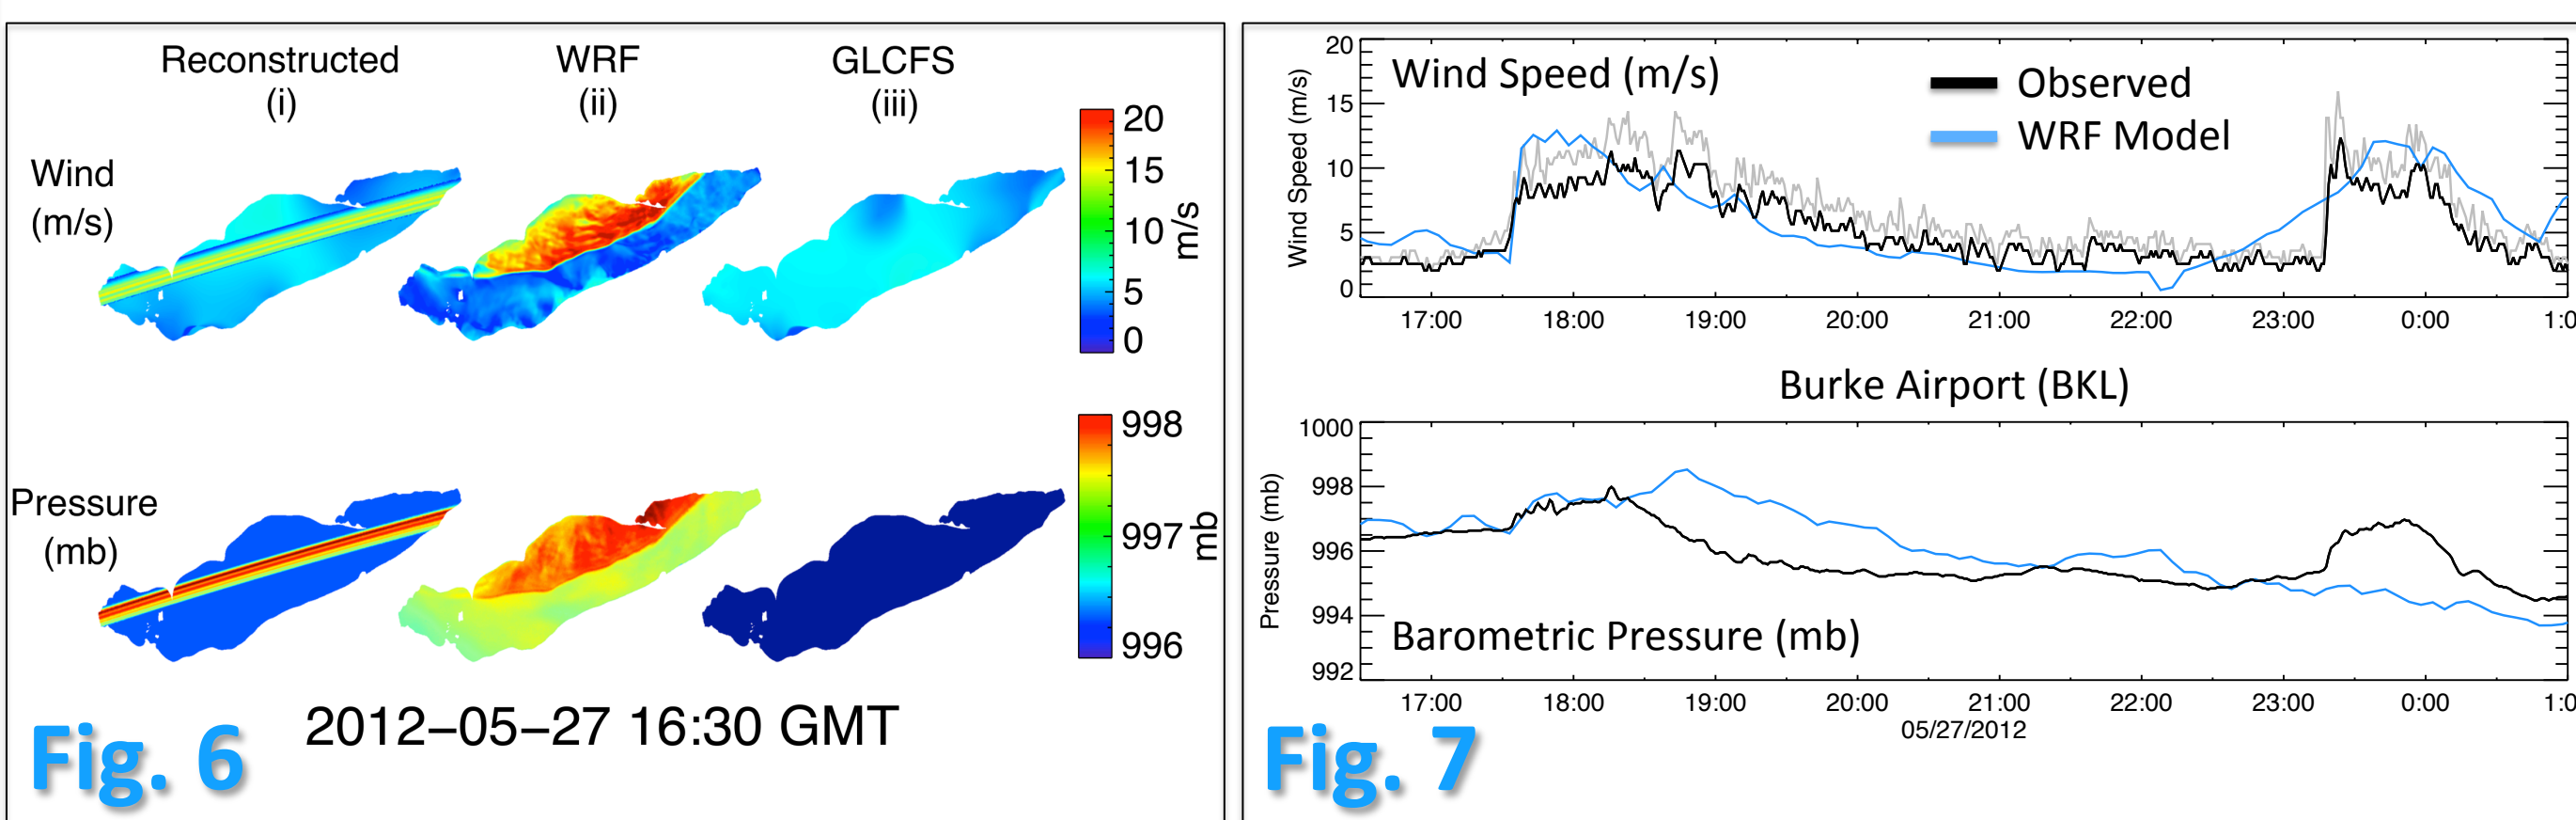 Reconstructed
(i)
WRF
(ii)
GLCFS
(iii)
Wind
(m/s)
20
15
10
5
0
m/s
Pressure
(mb)
998
997
996
mb
2012−05−27 16:30 GMT
Fig. 6
Wind Speed (m/s)
Wind Speed (m/s)
Observed
WRF Model
20
15
10
5
0
17:00 18:00 19:00 20:00 21:00 22:00 23:00 0:00 1:0
Burke Airport (BKL)
Pressure (mb)
1000
998
996
994
992
Barometric Pressure (mb)
17:00 18:00 19:00 20:00 21:00 22:00 23:00 0:00 1:0
05/27/2012
Fig. 7